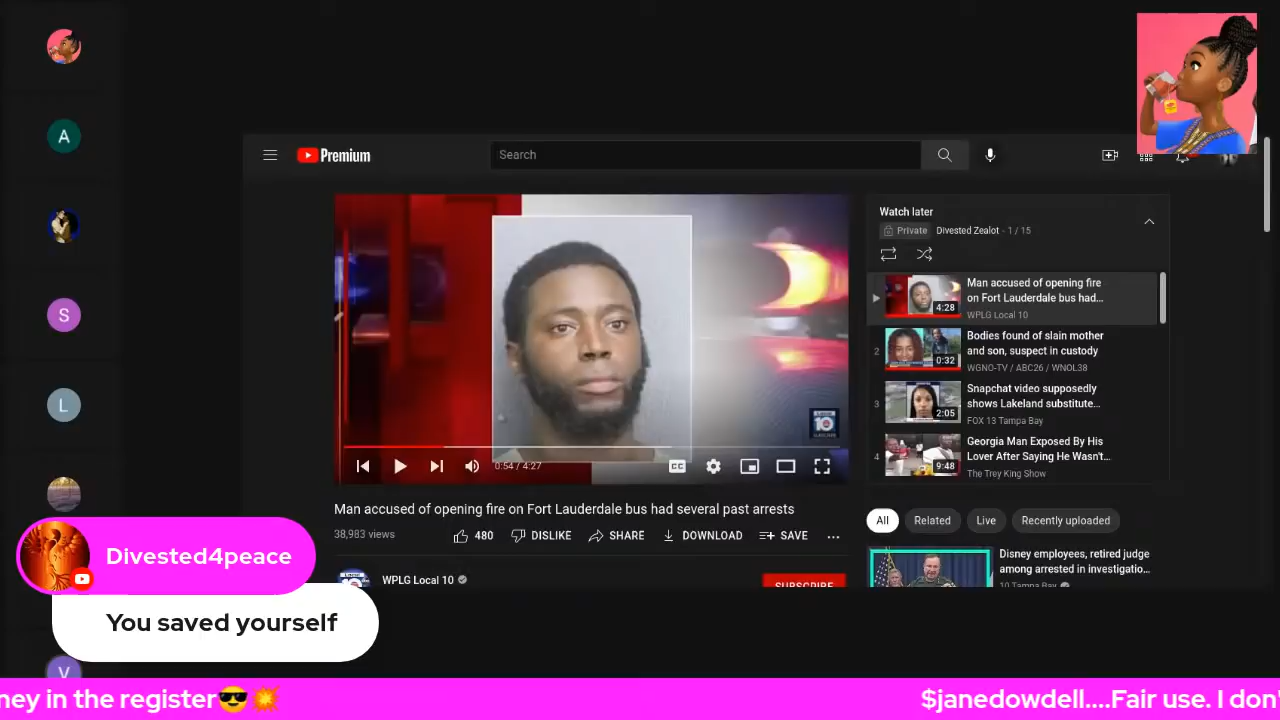 A
S
L
V
Premium
Search
0:54 / 4:27
CC
Man accused of opening fire on Fort Lauderdale bus had several past arrests
38,983 views
480
DISLIKE
SHARE
DOWNLOAD
SAVE
...
WPLG Local 10
SUBSCRIBE
Watch later
Private
Divested Zealot - 1 / 15
4:28
Man accused of opening fire
on Fort Lauderdale bus had...
WPLG Local 10
2
0:32
Bodies found of slain mother
and son, suspect in custody
WGNO-TV / ABC26 / WNOL38
3
2:05
Snapchat video supposedly
shows Lakeland substitute...
FOX 13 Tampa Bay
4
9:48
Georgia Man Exposed By His
Lover After Saying He Wasn't...
The Trey King Show
All
Related
Live
Recently uploaded
Disney employees, retired judge
among arrested in investigatio...
10 Tampa Bay
Divested4peace
You saved yourself
ney in the register😎💥
$janedowdell....Fair use. I don'